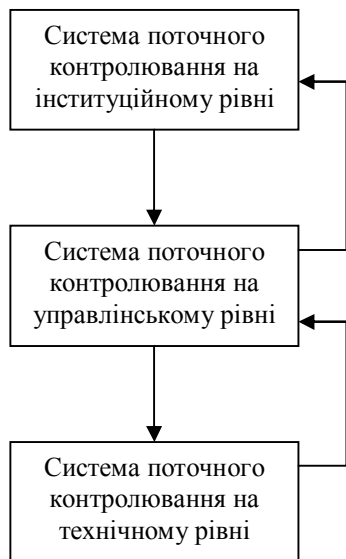 Система поточного
контролювання на
інституційному рівні
Система поточного
контролювання на
управлінському рівні
Система поточного
контролювання на
технічному рівні